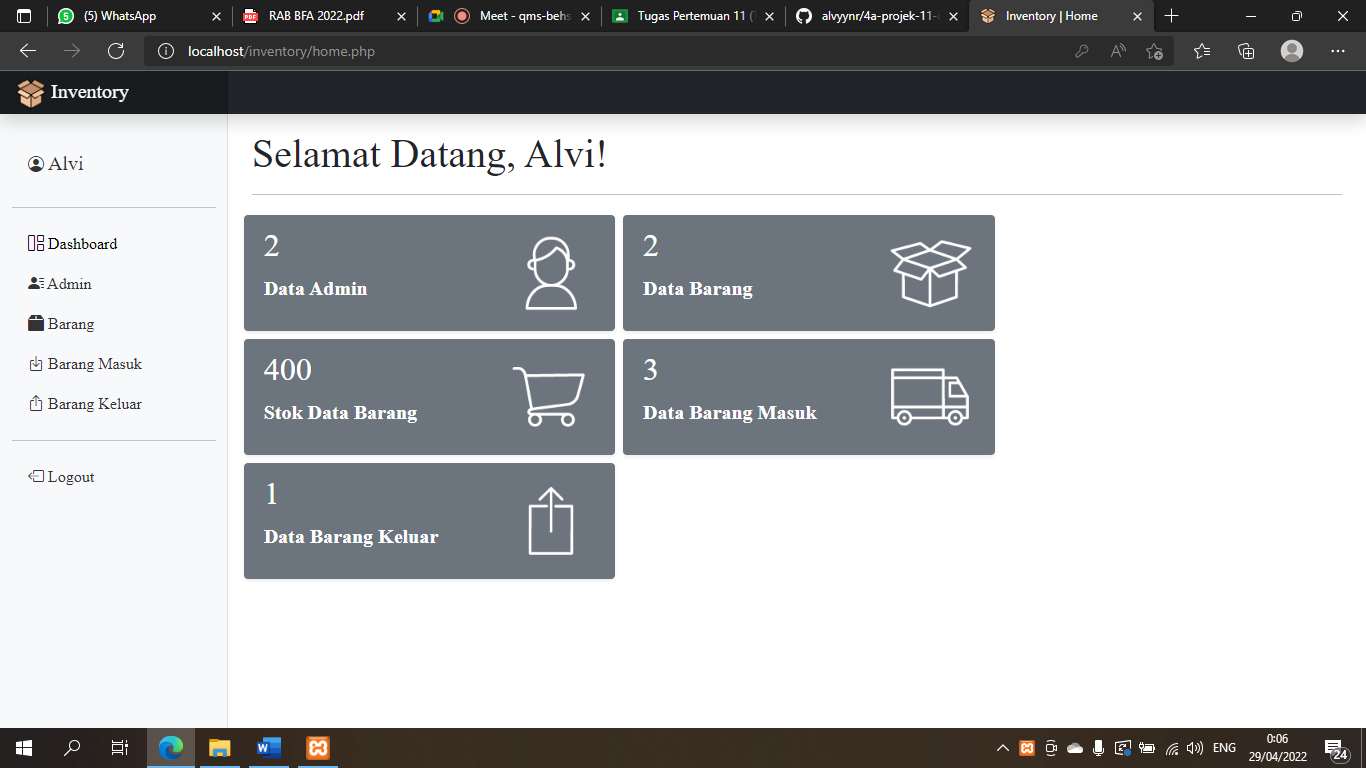 (5) WhatsApp
RAB BFA 2022.pdf
Meet - qms-behs
Tugas Pertemuan 11 (
alvyynr/4a-projek-11-
Inventory | Home
localhost/inventory/home.php
Inventory
Alvi
Dashboard
Admin
Barang
Barang Masuk
Barang Keluar
Logout
Selamat Datang, Alvi!
2
Data Admin
2
Data Barang
400
Stok Data Barang
3
Data Barang Masuk
1
Data Barang Keluar
ENG
0:06
29/04/2022
24